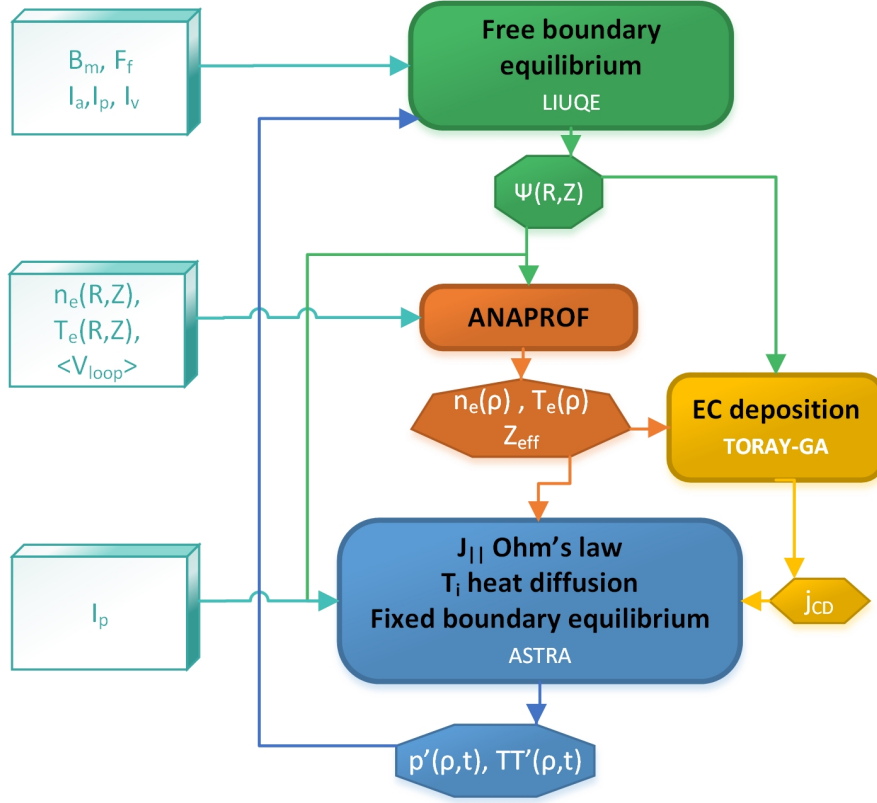 B_m, F_f
I_a,I_p, I_v
Free boundary
equilibrium
LIUQE
Ψ(R,Z)
n_e(R,Z),
T_e(R,Z),
<V_loop>
ANAPROF
n_e(ρ) , T_e(ρ)
Z_eff
EC deposition
TORAY-GA
I_p
J_|| Ohm's law
T_i heat diffusion
Fixed boundary equilibrium
ASTRA
j_CD
p'(ρ,t), TT'(ρ,t)